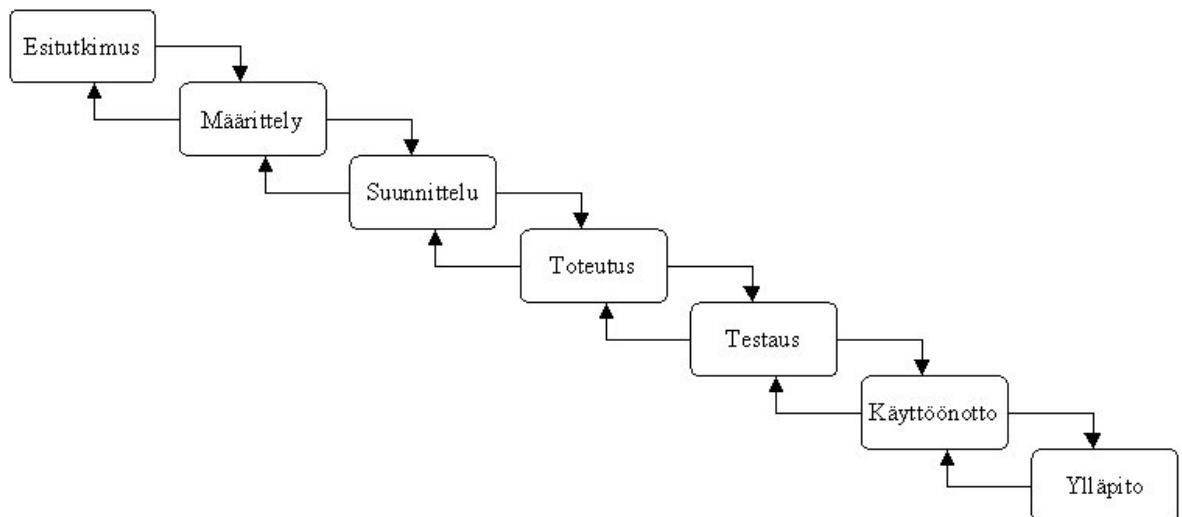 Esitutkimus
Määrittely
Suunnittelu
Toteutus
Testaus
Käyttöönotto
Ylläpito